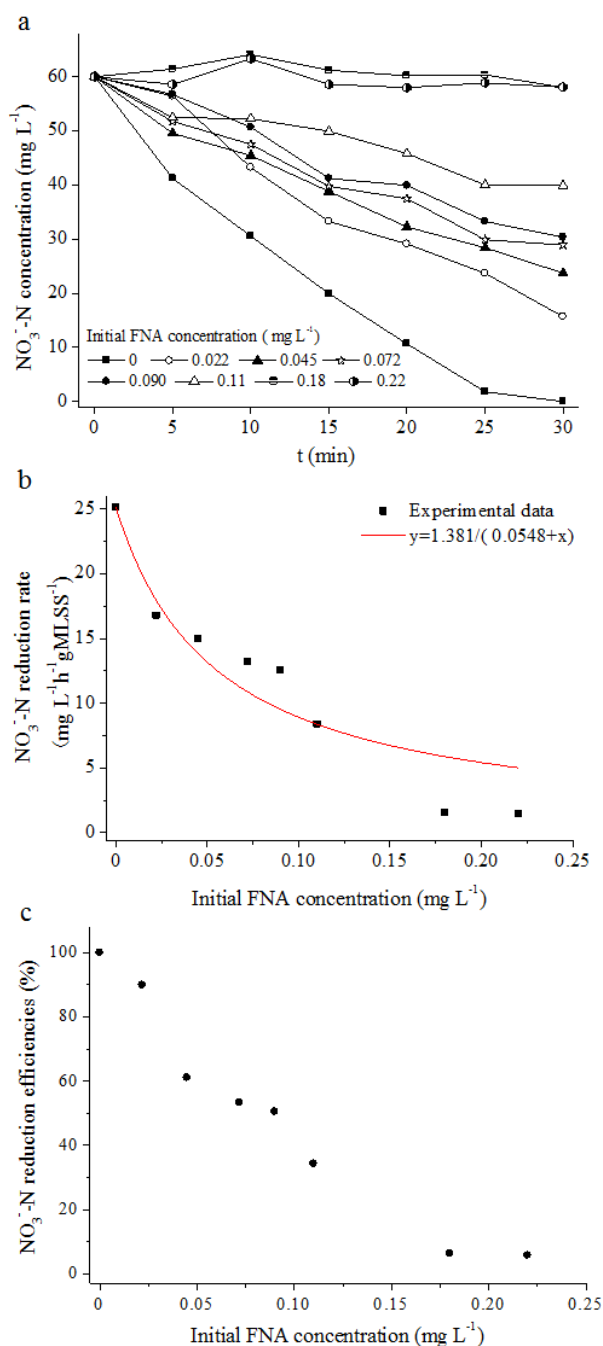 a
NO₃⁻-N concentration (mg L⁻¹)
60
50
40
30
20
10
0
Initial FNA concentration ( mg L⁻¹)
0 0.022 0.045 0.072
0.090 0.11 0.18 0.22
0 5 10 15 20 25 30
t (min)
b
NO₃⁻-N reduction rate
(mg L⁻¹h⁻¹gMLSS⁻¹)
25
20
15
10
5
0
Experimental data
y=1.381/( 0.0548+x)
0 0.05 0.10 0.15 0.20 0.25
Initial FNA concentration (mg L⁻¹)
c
NO₃⁻-N reduction efficiencies (%)
100
80
60
40
20
0
0 0.05 0.10 0.15 0.20 0.25
Initial FNA concentration (mg L⁻¹)